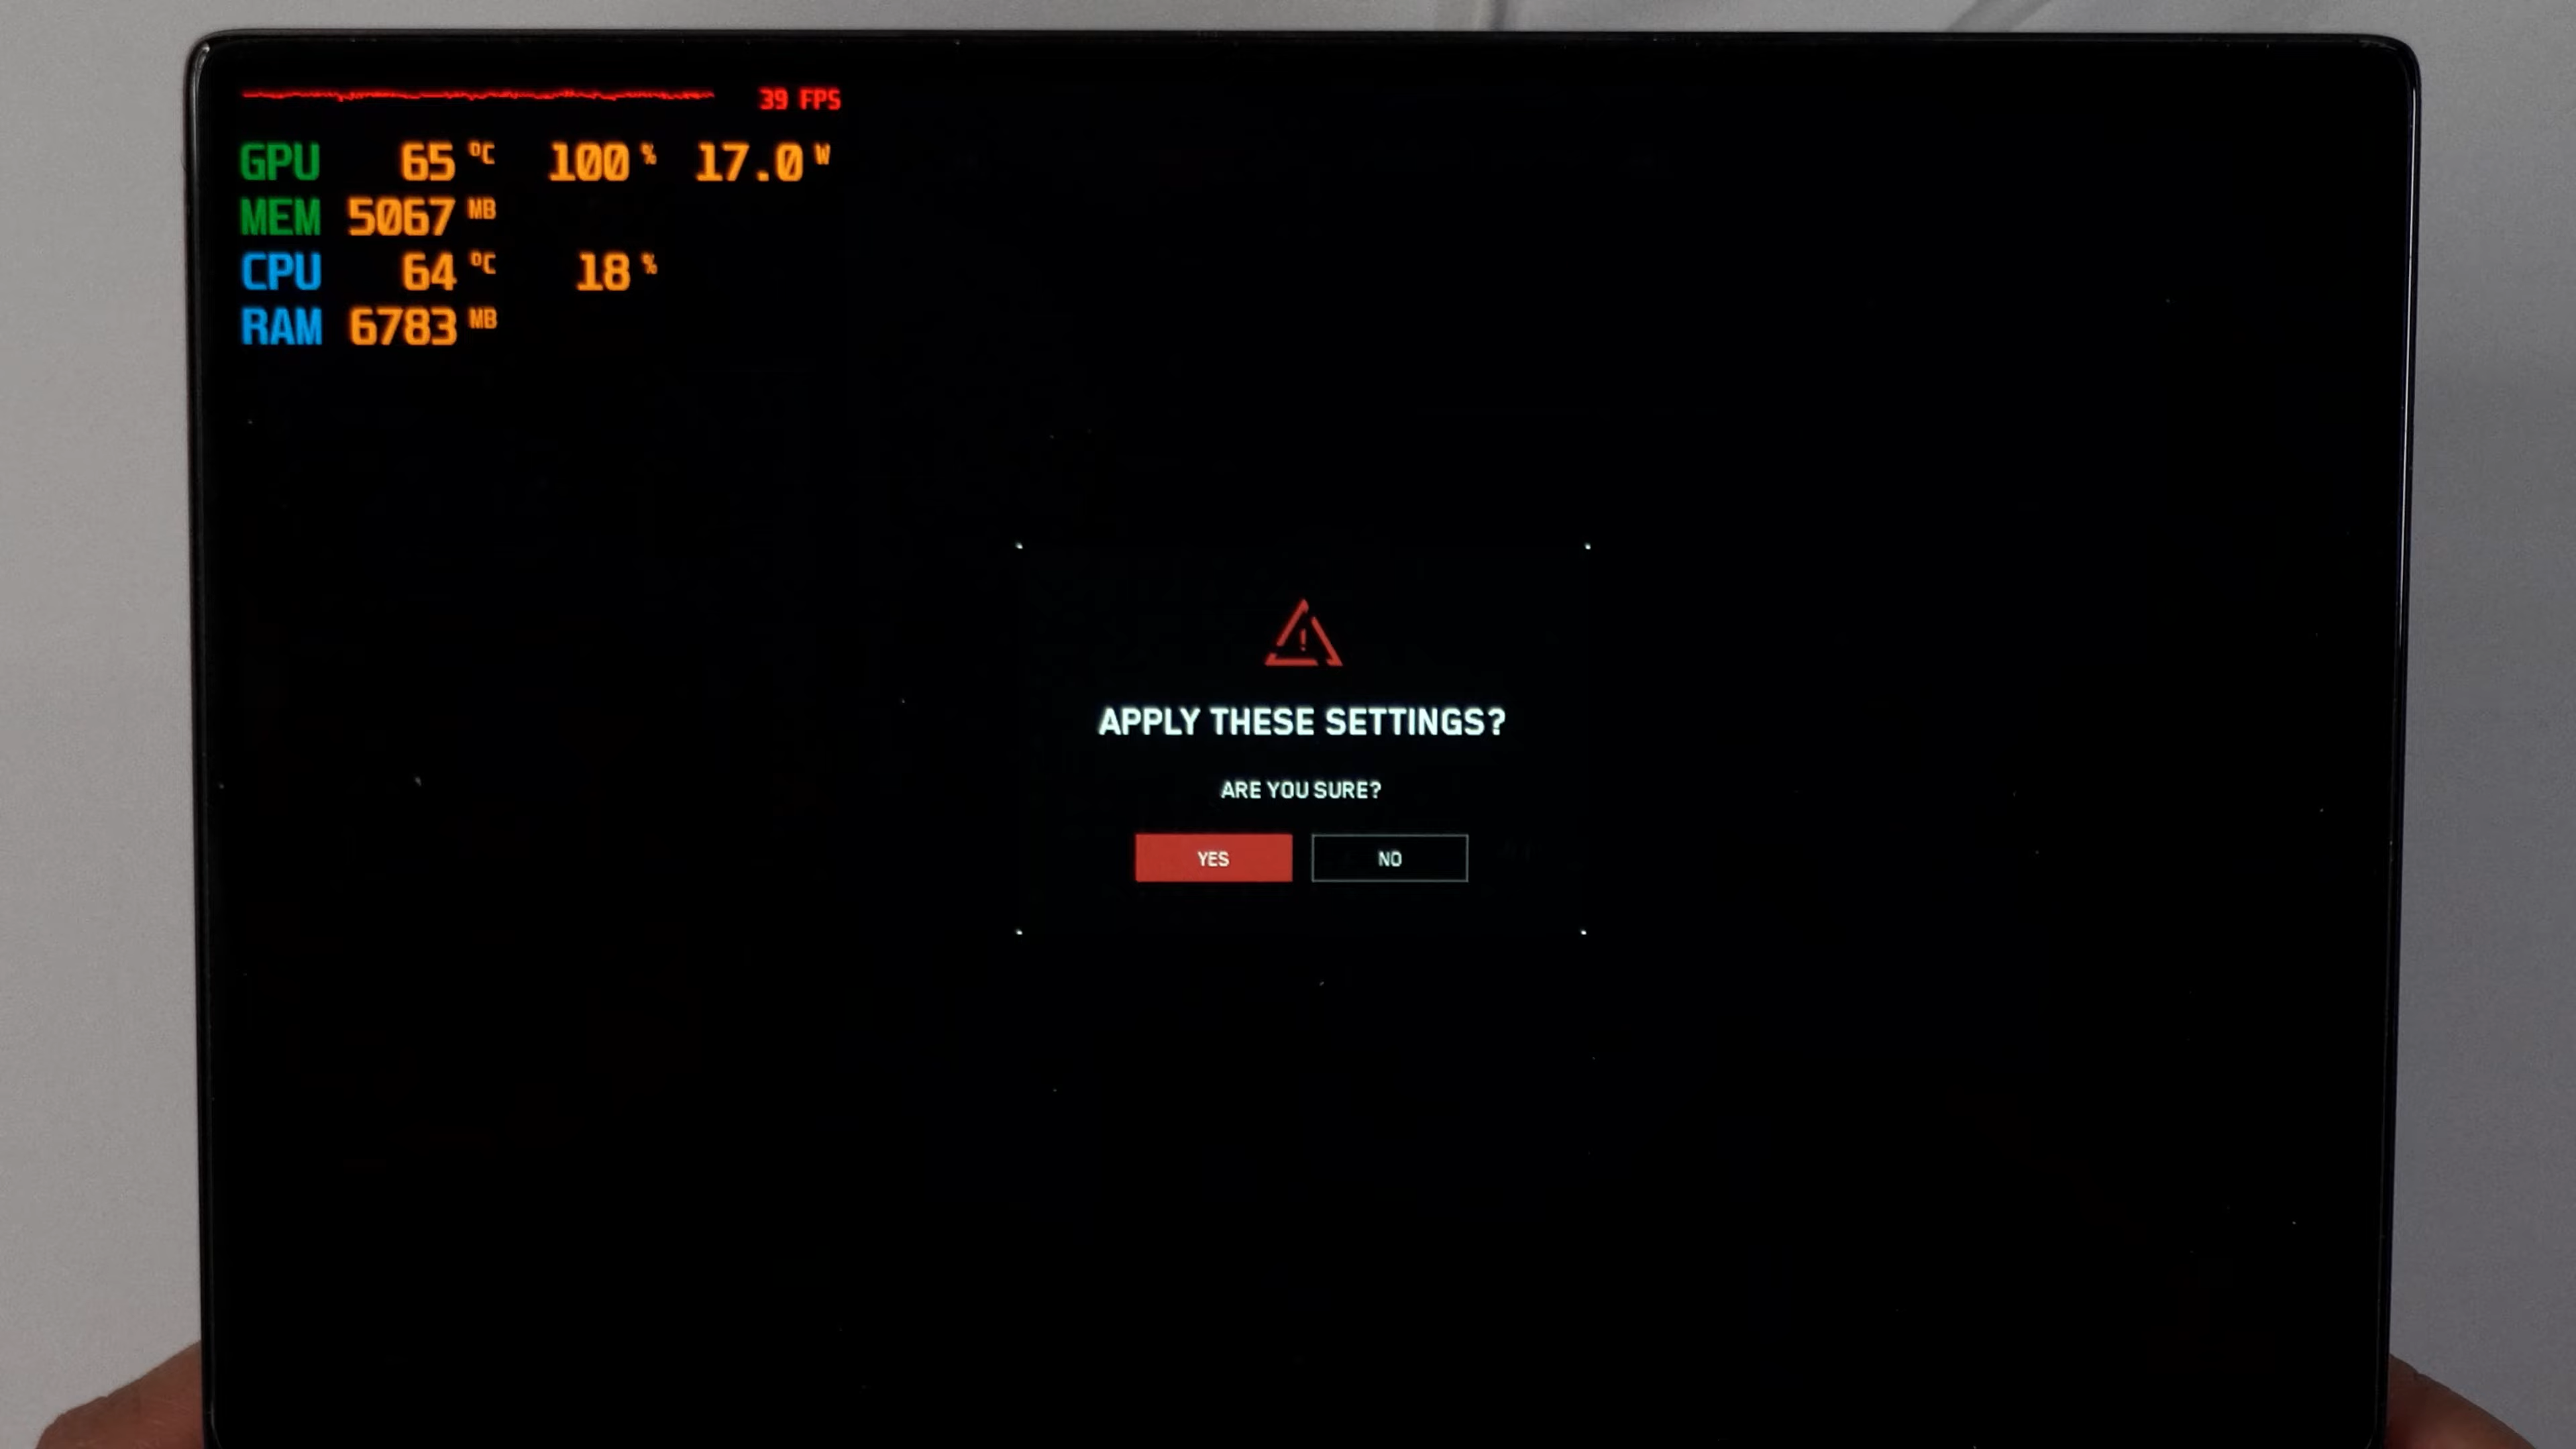 39 FPS
GPU 65 °C 100 % 17.0 W
MEM 5067 MB
CPU 64 °C 18 %
RAM 6783 MB
!
APPLY THESE SETTINGS?
ARE YOU SURE?
YES NO